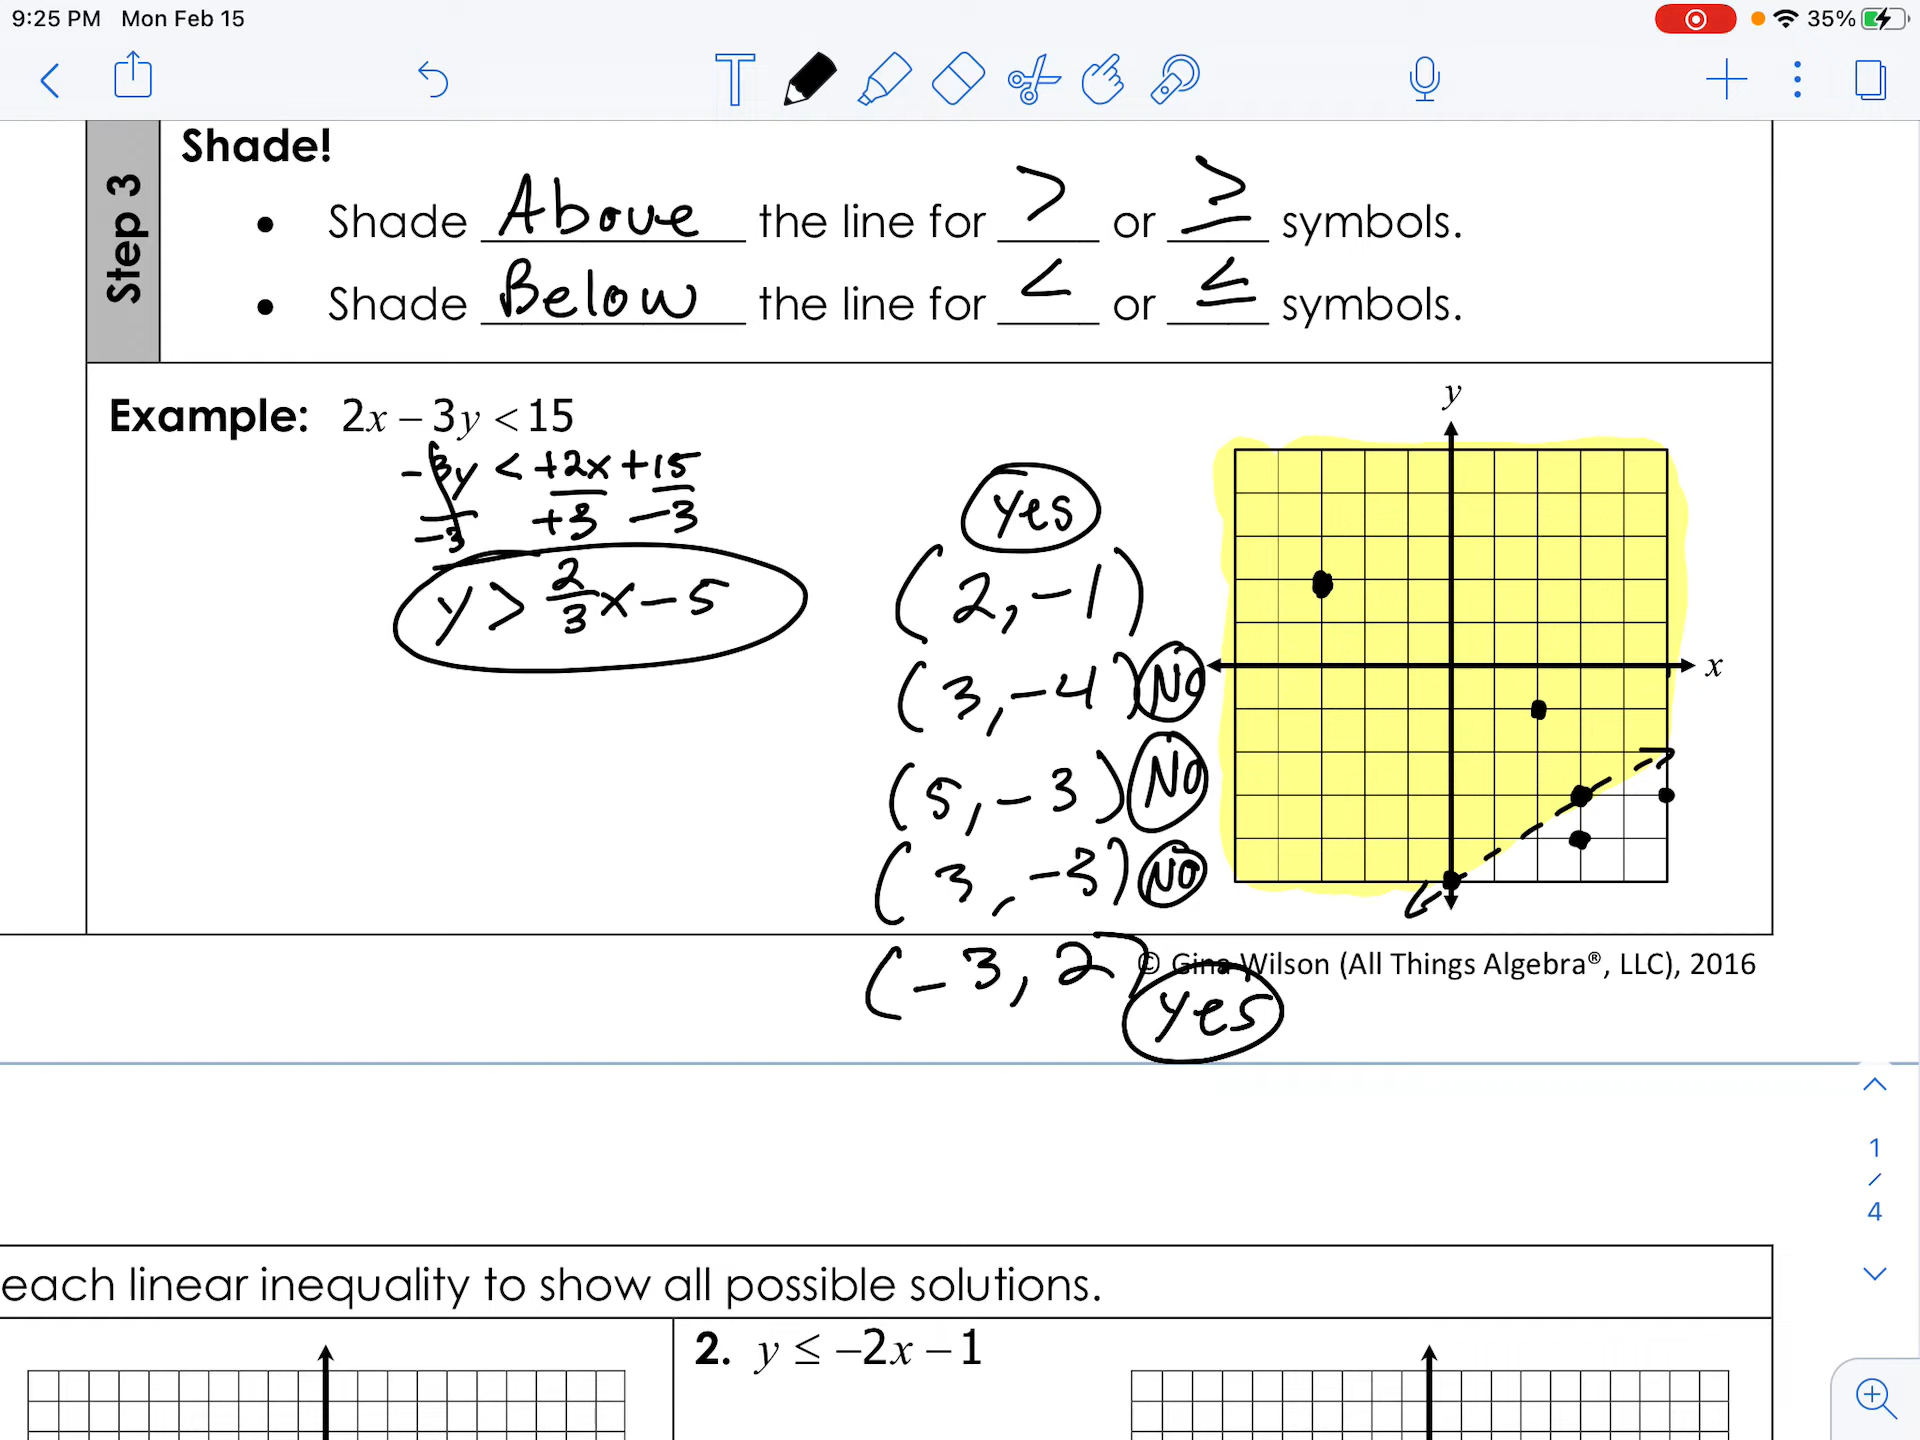 9:25 PM Mon Feb 15
35%
Step 3
Shade!
• Shade Above the line for > or ≥ symbols.
• Shade Below the line for < or ≤ symbols.
Example: 2x – 3y < 15
-3y < +2x +15
-3 +3 -3
y > 2/3 x - 5
yes
(2, -1)
(3, -4) No
(5, -3) No
(3, -3) No
(-3, 2) yes
y
x
© Gina Wilson (All Things Algebra®, LLC), 2016
1
/
4
each linear inequality to show all possible solutions.
2. y ≤ –2x – 1